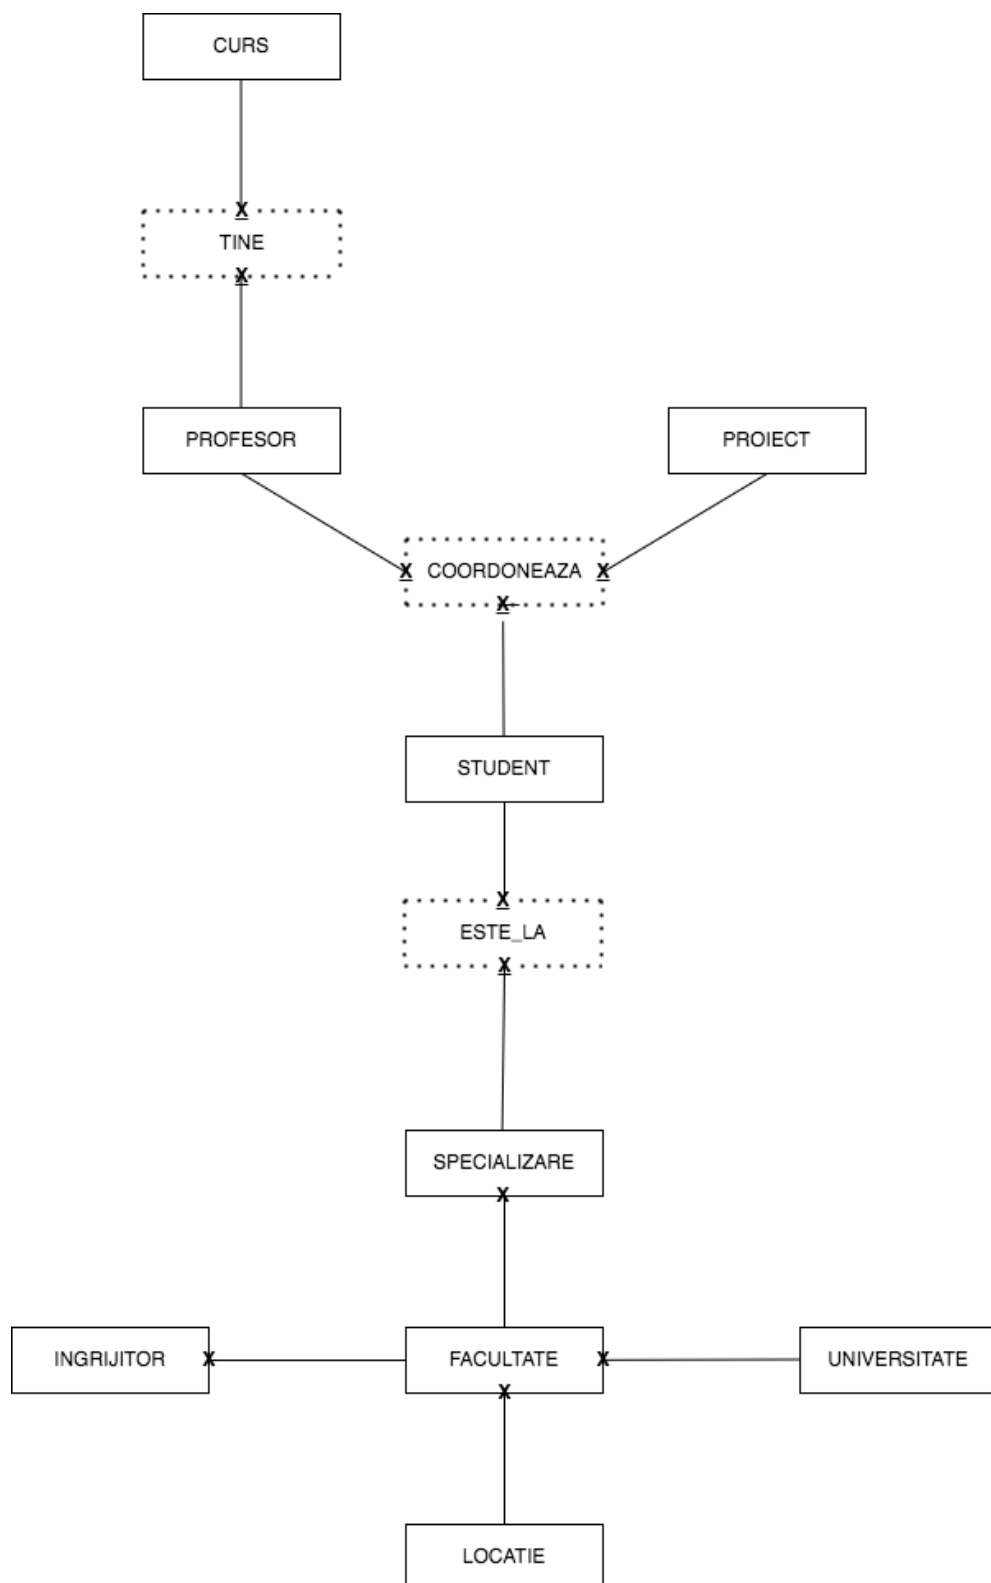 CURS
X
TINE
X
PROFESOR
PROIECT
X COORDONEAZA X
X
STUDENT
X
ESTE_LA
X
SPECIALIZARE
X
INGRIJITOR X FACULTATE X UNIVERSITATE
X
LOCATIE